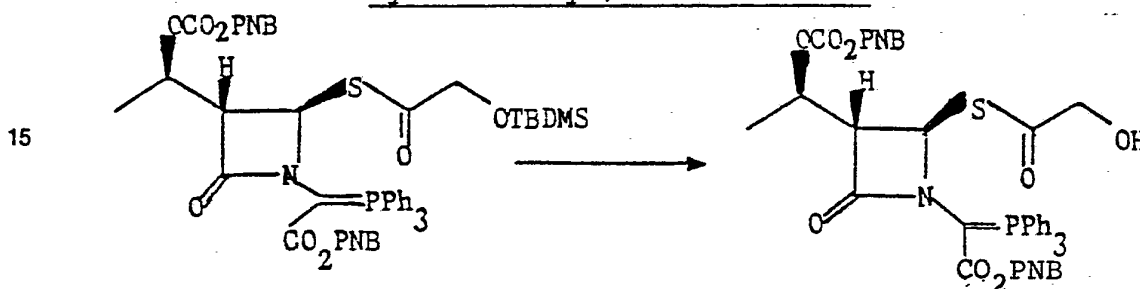 15
OCO₂PNB
H
S
O
OTBDMS
N
O
PPh₃
CO₂PNB
OCO₂PNB
H
S
O
OH
N
O
PPh₃
CO₂PNB